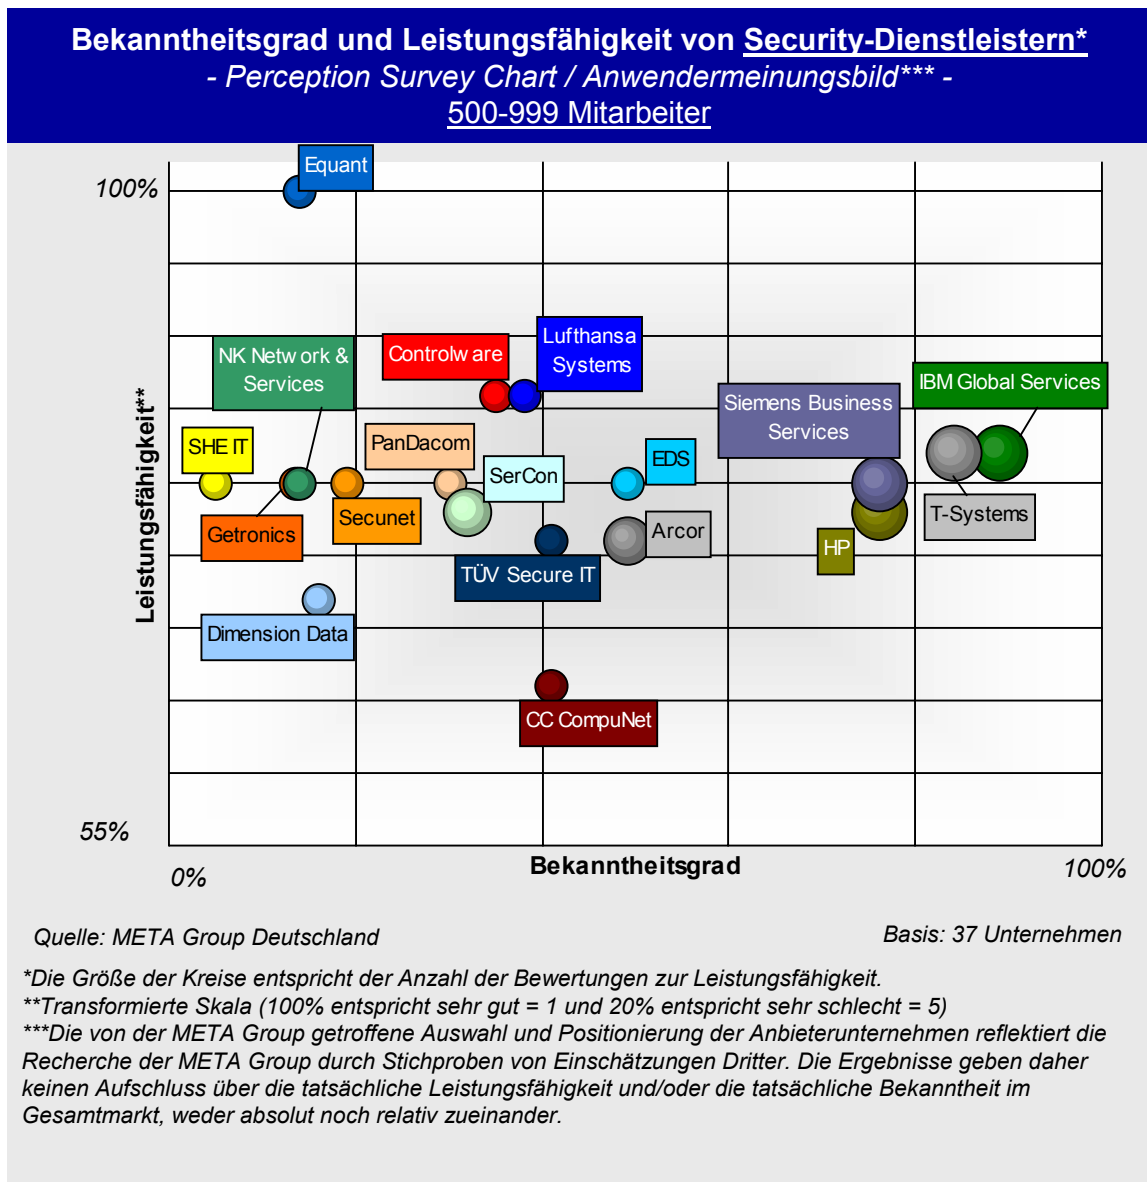 Bekanntheitsgrad und Leistungsfähigkeit von Security-Dienstleistern*
- Perception Survey Chart / Anwendermeinungsbild*** -
500-999 Mitarbeiter
Equant
100%
Lufthansa
Systems
Controlware
NK Network &
Services
IBM Global Services
Siemens Business
Services
SHE IT
PanDacom
EDS
SerCon
Secunet
Getronics
Arcor
T-Systems
HP
TÜV Secure IT
Dimension Data
CC CompuNet
Leistungsfähigkeit**
55%
0%
Bekanntheitsgrad
100%
Quelle: META Group Deutschland
Basis: 37 Unternehmen
*Die Größe der Kreise entspricht der Anzahl der Bewertungen zur Leistungsfähigkeit.
**Transformierte Skala (100% entspricht sehr gut = 1 und 20% entspricht sehr schlecht = 5)
***Die von der META Group getroffene Auswahl und Positionierung der Anbieterunternehmen reflektiert die
Recherche der META Group durch Stichproben von Einschätzungen Dritter. Die Ergebnisse geben daher
keinen Aufschluss über die tatsächliche Leistungsfähigkeit und/oder die tatsächliche Bekanntheit im
Gesamtmarkt, weder absolut noch relativ zueinander.